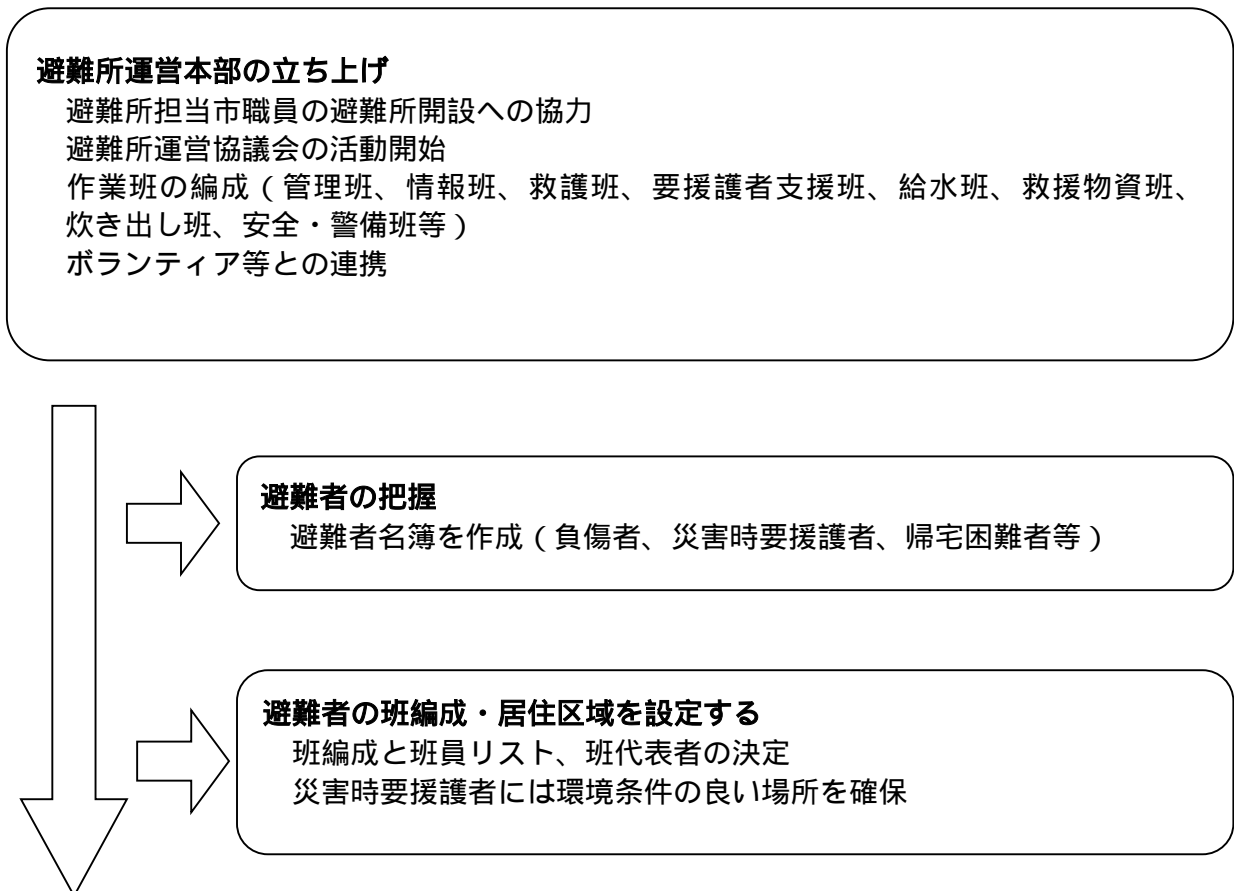 避難所運営本部の立ち上げ
避難所担当市職員の避難所開設への協力
避難所運営協議会の活動開始
作業班の編成（管理班、情報班、救護班、要援護者支援班、給水班、救援物資班、
炊き出し班、安全・警備班等）
ボランティア等との連携
避難者の把握
避難者名簿を作成（負傷者、災害時要援護者、帰宅困難者等）
避難者の班編成・居住区域を設定する
班編成と班員リスト、班代表者の決定
災害時要援護者には環境条件の良い場所を確保